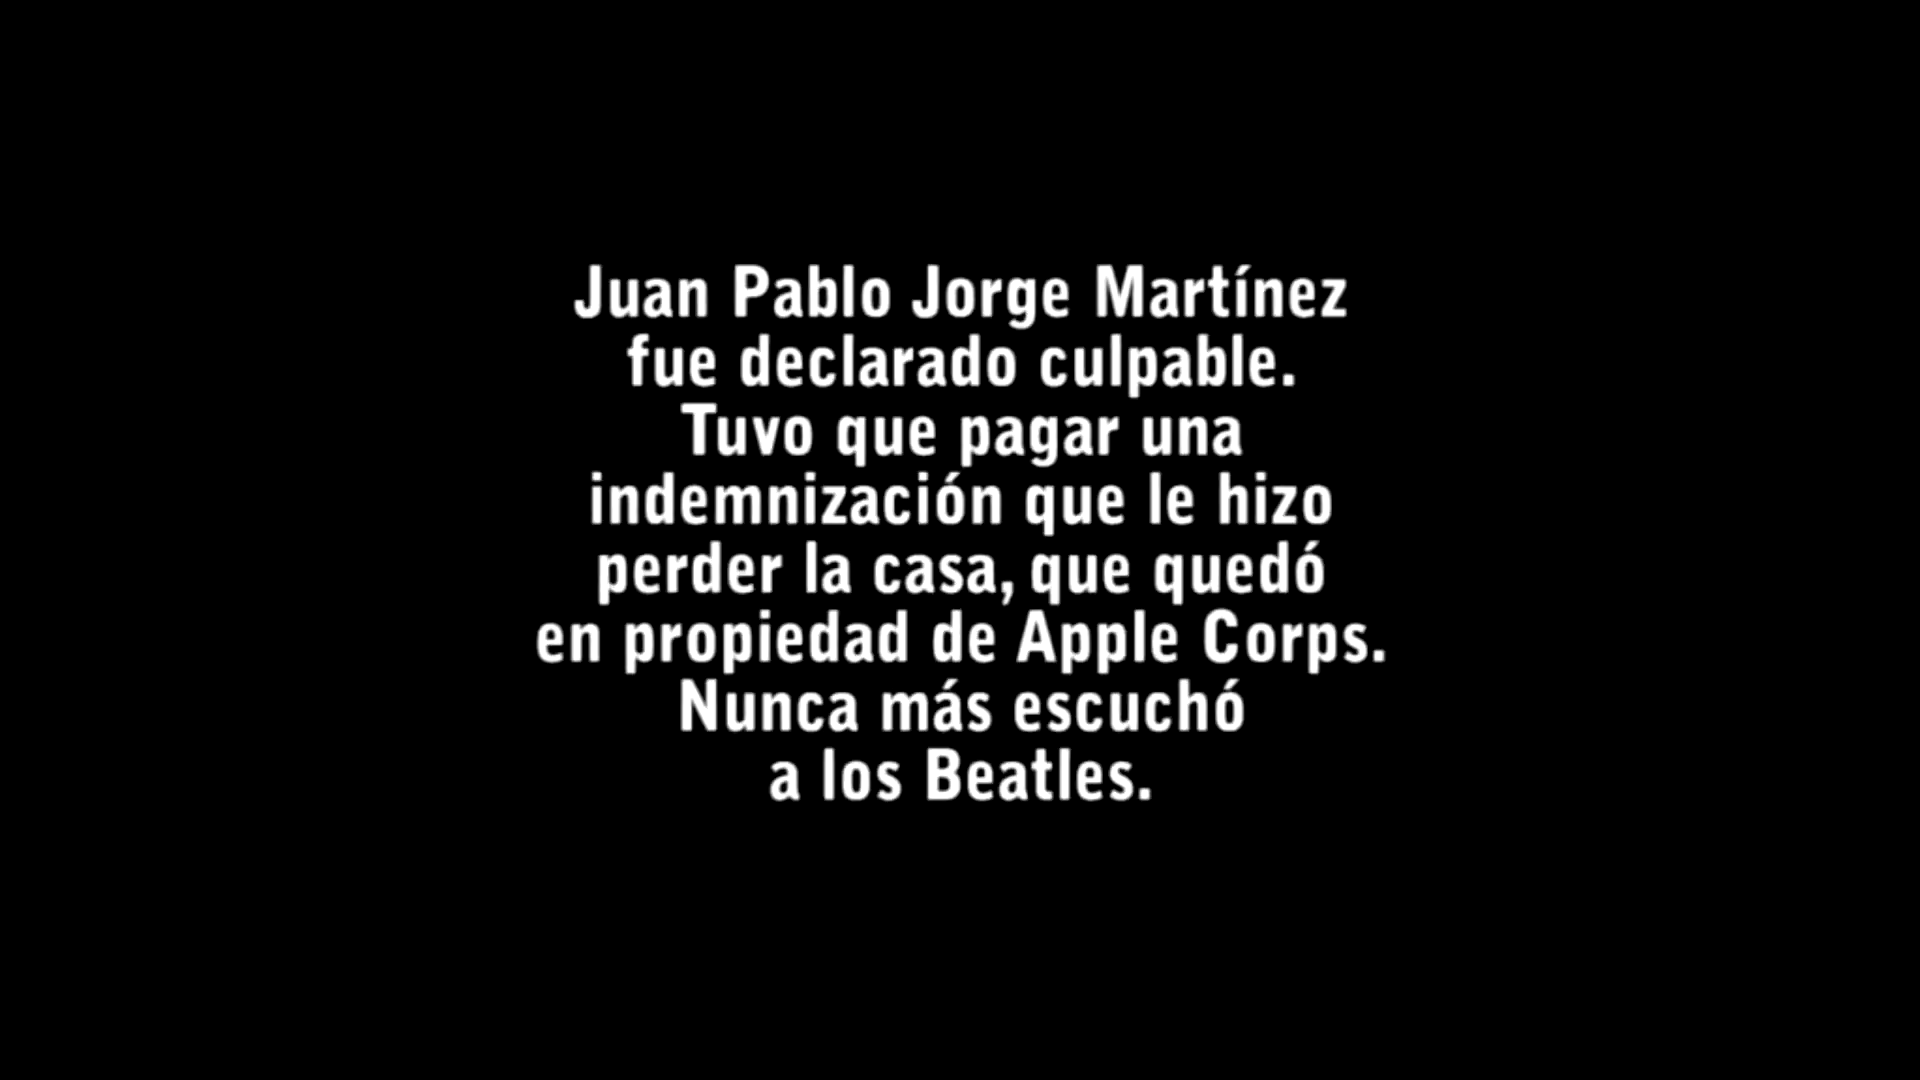 Juan Pablo Jorge Martínez
fue declarado culpable.
Tuvo que pagar una
indemnización que le hizo
perder la casa, que quedó
en propiedad de Apple Corps.
Nunca más escuchó
a los Beatles.